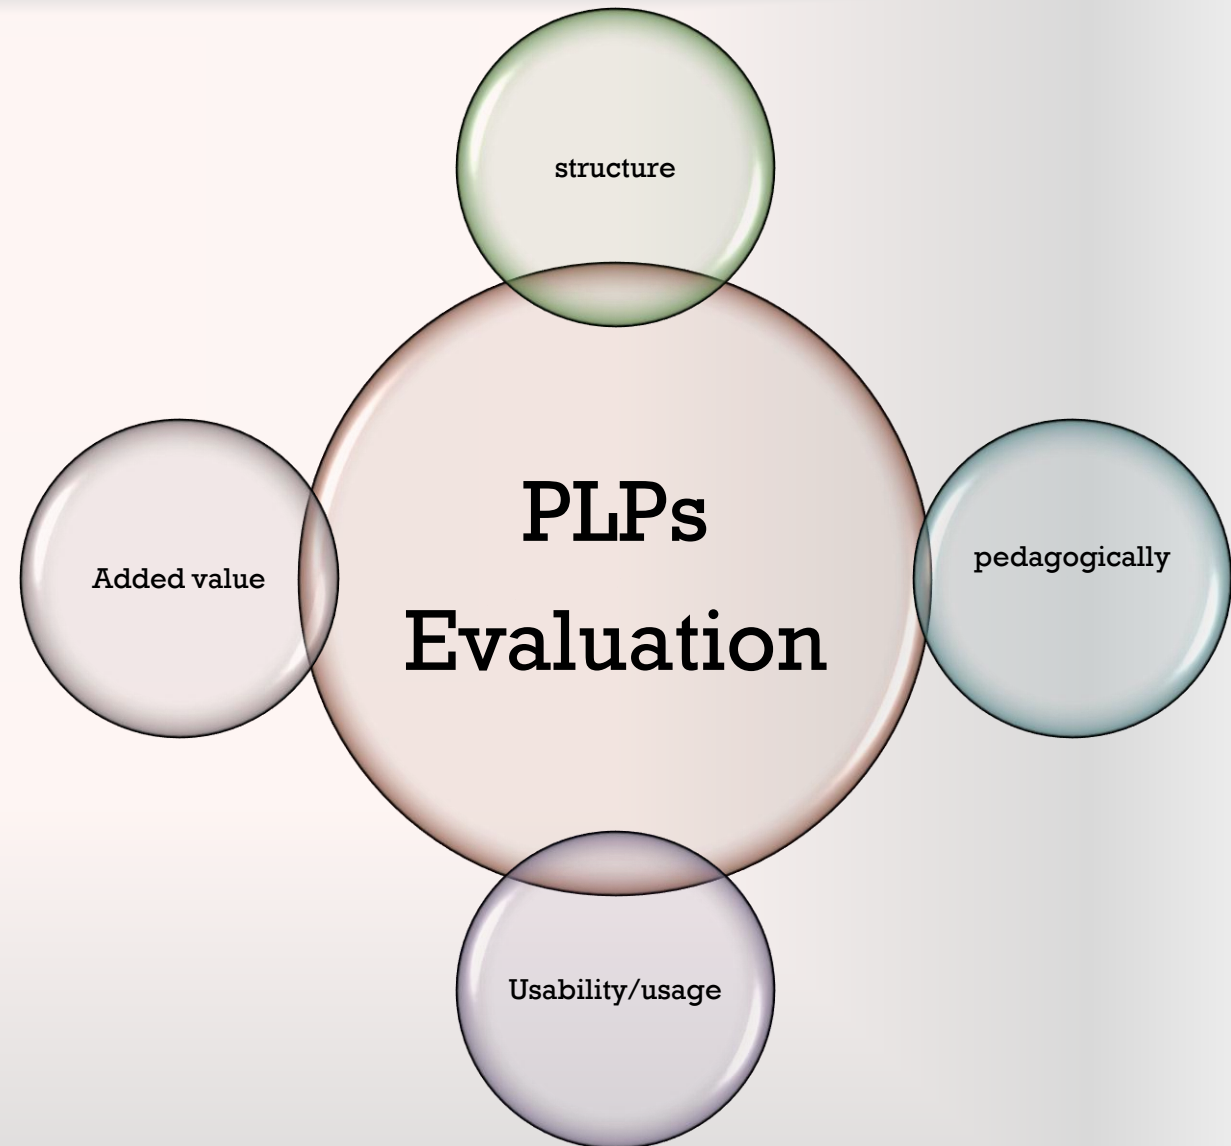 structure
PLPs
Evaluation
Added value
pedagogically
Usability/usage